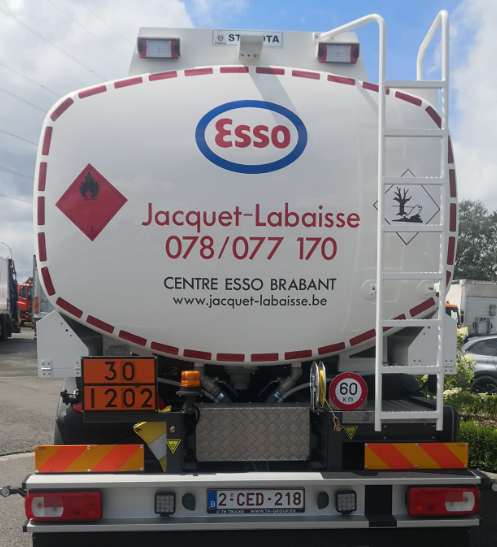 STOKOTA
Esso
Jacquet-Labaisse
078/077 170
CENTRE ESSO BRABANT
www.jacquet-labaisse.be
30
1202
60
km
2-CED-218
B